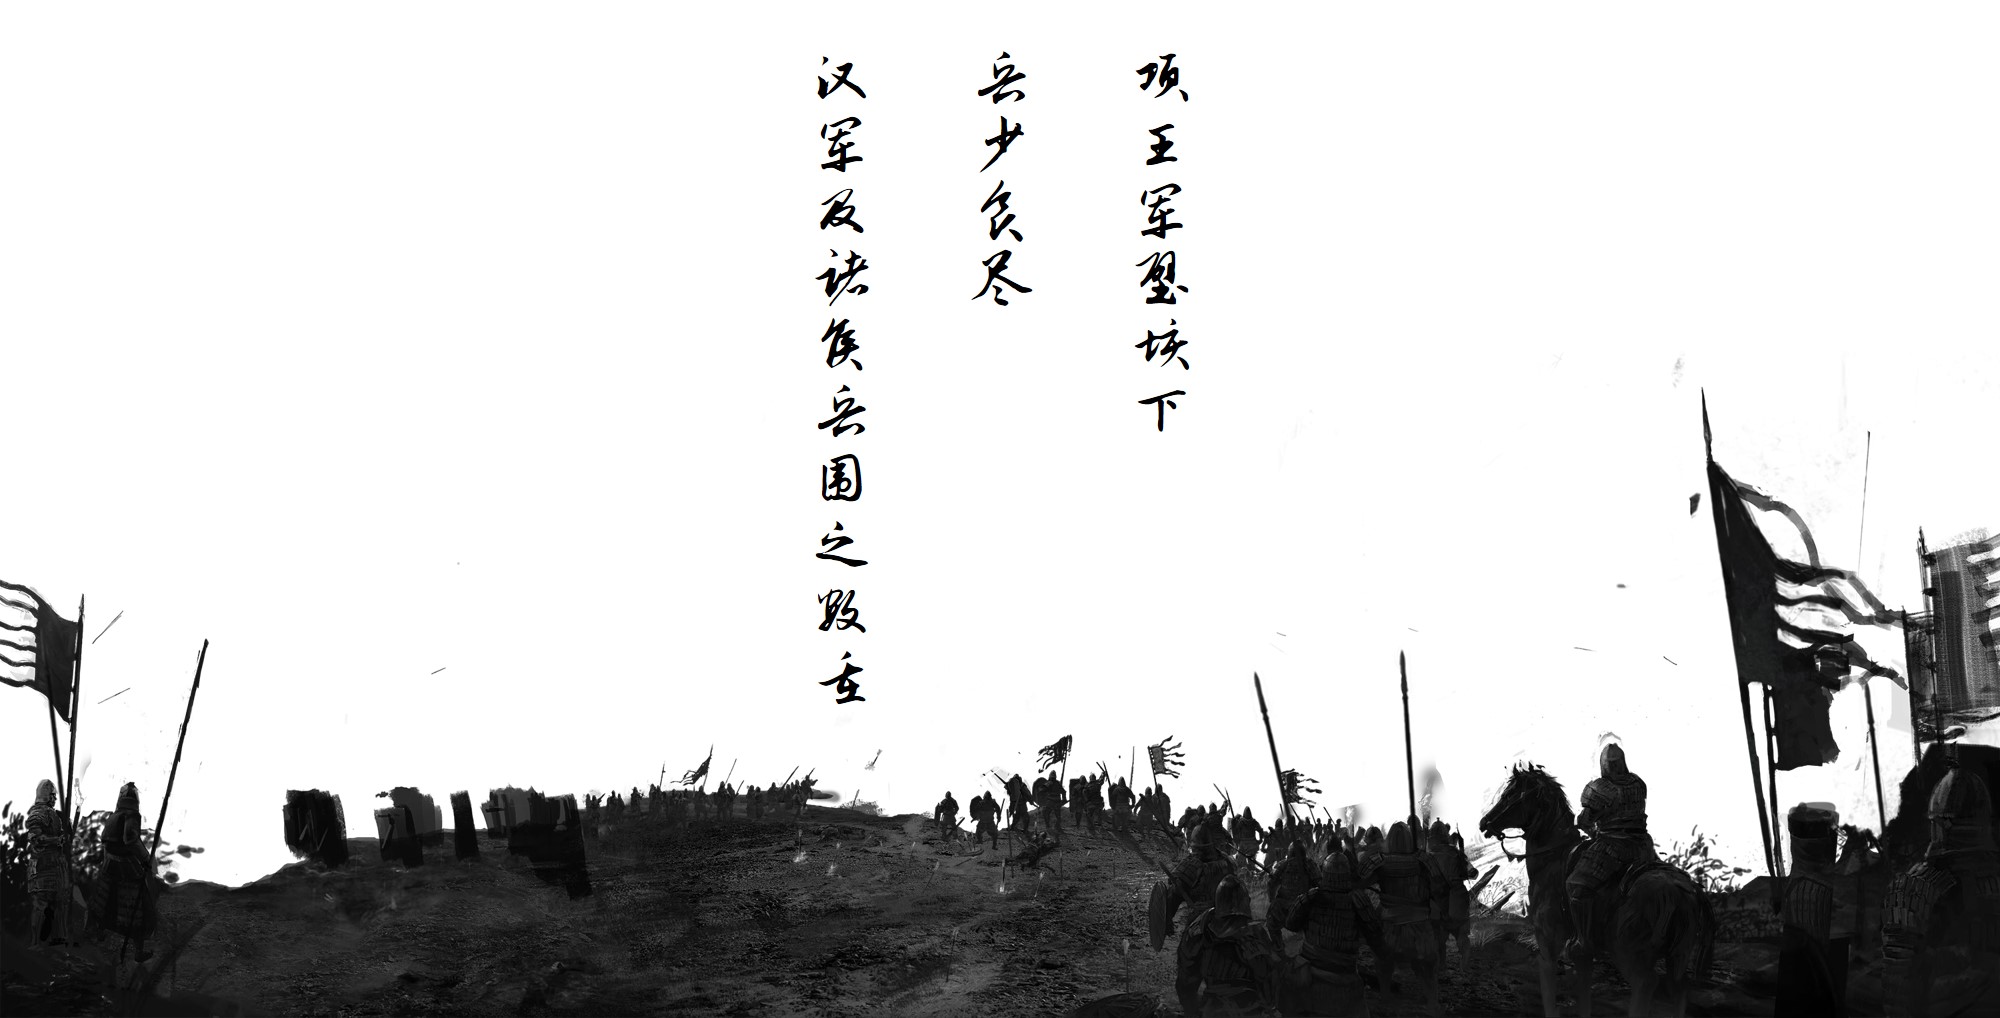 项王军壁垓下
兵少食尽
汉军及诸侯兵围之数重